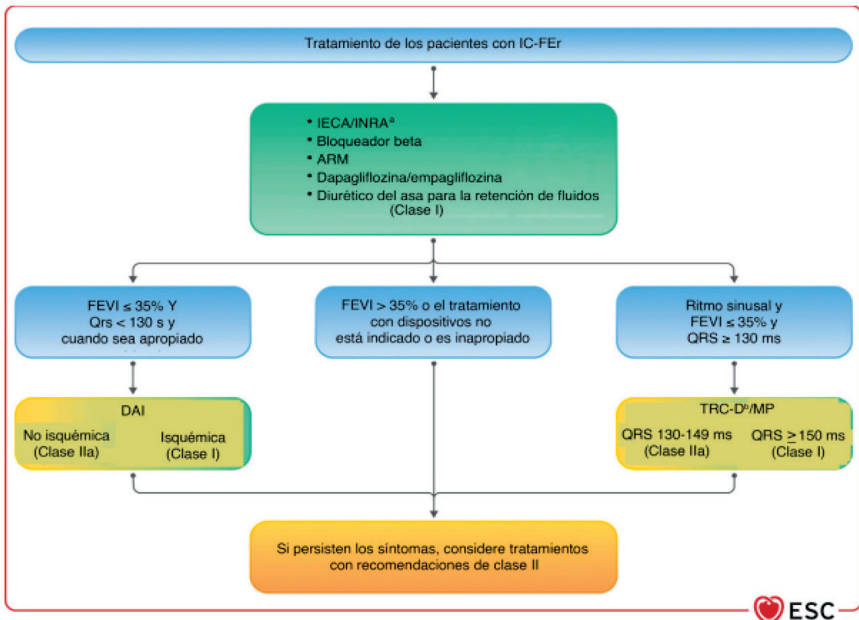 Tratamiento de los pacientes con IC-FEr
• IECA/INRAª
• Bloqueador beta
• ARM
• Dapagliflozina/empagliflozina
• Diurético del asa para la retención de fluidos
(Clase I)
FEVI ≤ 35% Y
Qrs < 130 s y
cuando sea apropiado
FEVI > 35% o el tratamiento
con dispositivos no
está indicado o es inapropiado
Ritmo sinusal y
FEVI ≤ 35% y
QRS ≥ 130 ms
DAI
No isquémica
(Clase IIa)
Isquémica
(Clase I)
TRC-Dᵇ/MP
QRS 130-149 ms
(Clase IIa)
QRS ≥ 150 ms
(Clase I)
Si persisten los síntomas, considere tratamientos
con recomendaciones de clase II
ESC